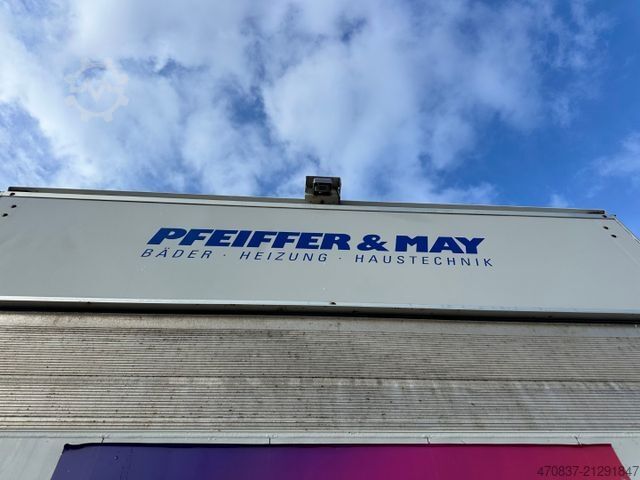 PFEIFFER & MAY
BÄDER · HEIZUNG · HAUSTECHNIK
470837-21291847